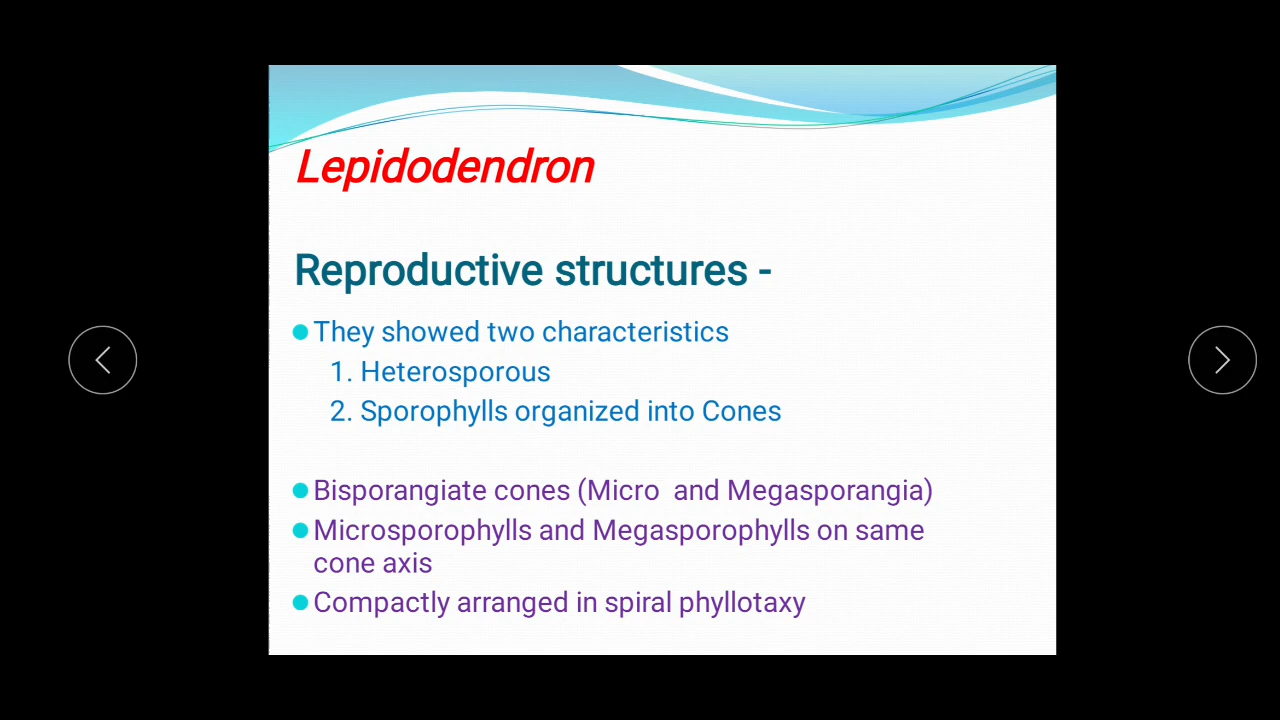 Lepidodendron
Reproductive structures -
They showed two characteristics
1. Heterosporous
2. Sporophylls organized into Cones
Bisporangiate cones (Micro  and Megasporangia)
Microsporophylls and Megasporophylls on same
cone axis
Compactly arranged in spiral phyllotaxy